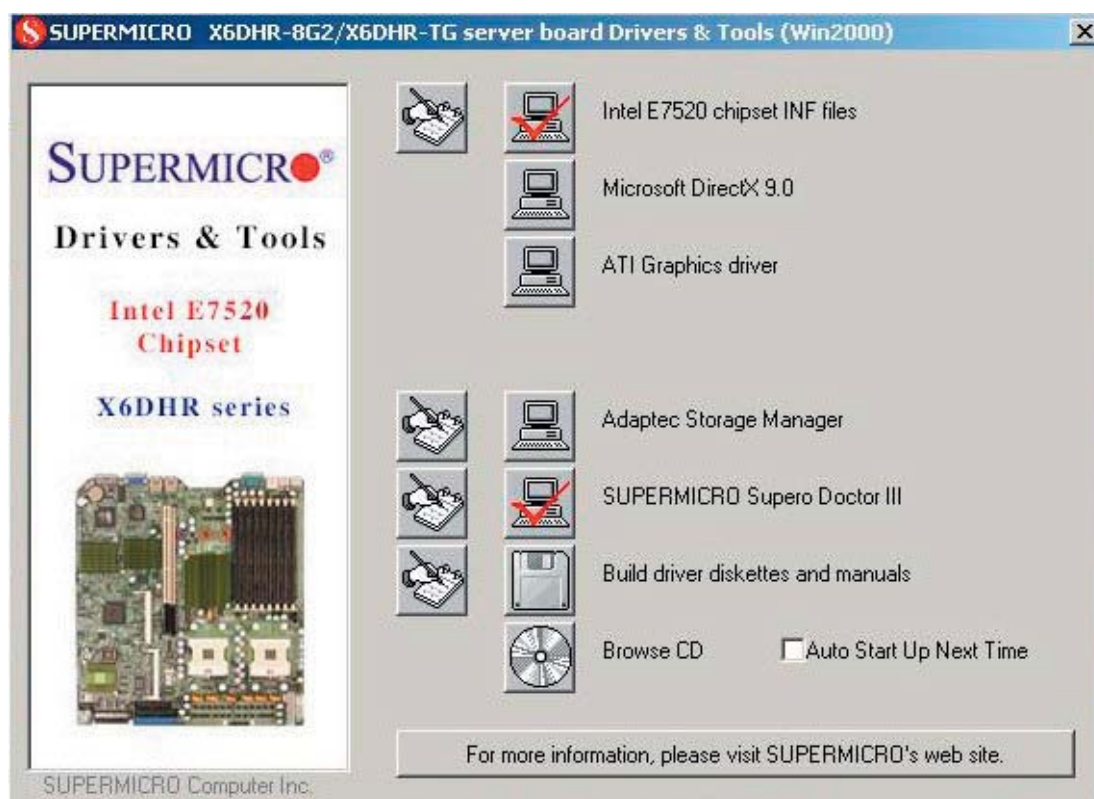 SUPERMICRO X6DHR-8G2/X6DHR-TG server board Drivers & Tools (Win2000)
SUPERMICRO®
Drivers & Tools
Intel E7520
Chipset
X6DHR series
SUPERMICRO Computer Inc.
Intel E7520 chipset INF files
Microsoft DirectX 9.0
ATI Graphics driver
Adaptec Storage Manager
SUPERMICRO Supero Doctor III
Build driver diskettes and manuals
Browse CD
Auto Start Up Next Time
For more information, please visit SUPERMICRO's web site.